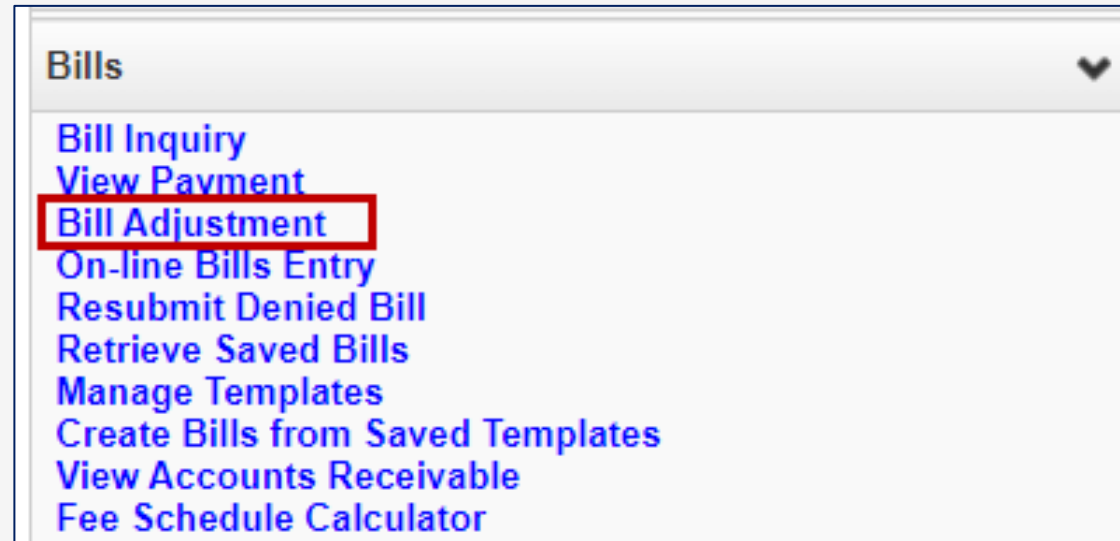 Bills
Bill Inquiry
View Payment
Bill Adjustment
On-line Bills Entry
Resubmit Denied Bill
Retrieve Saved Bills
Manage Templates
Create Bills from Saved Templates
View Accounts Receivable
Fee Schedule Calculator